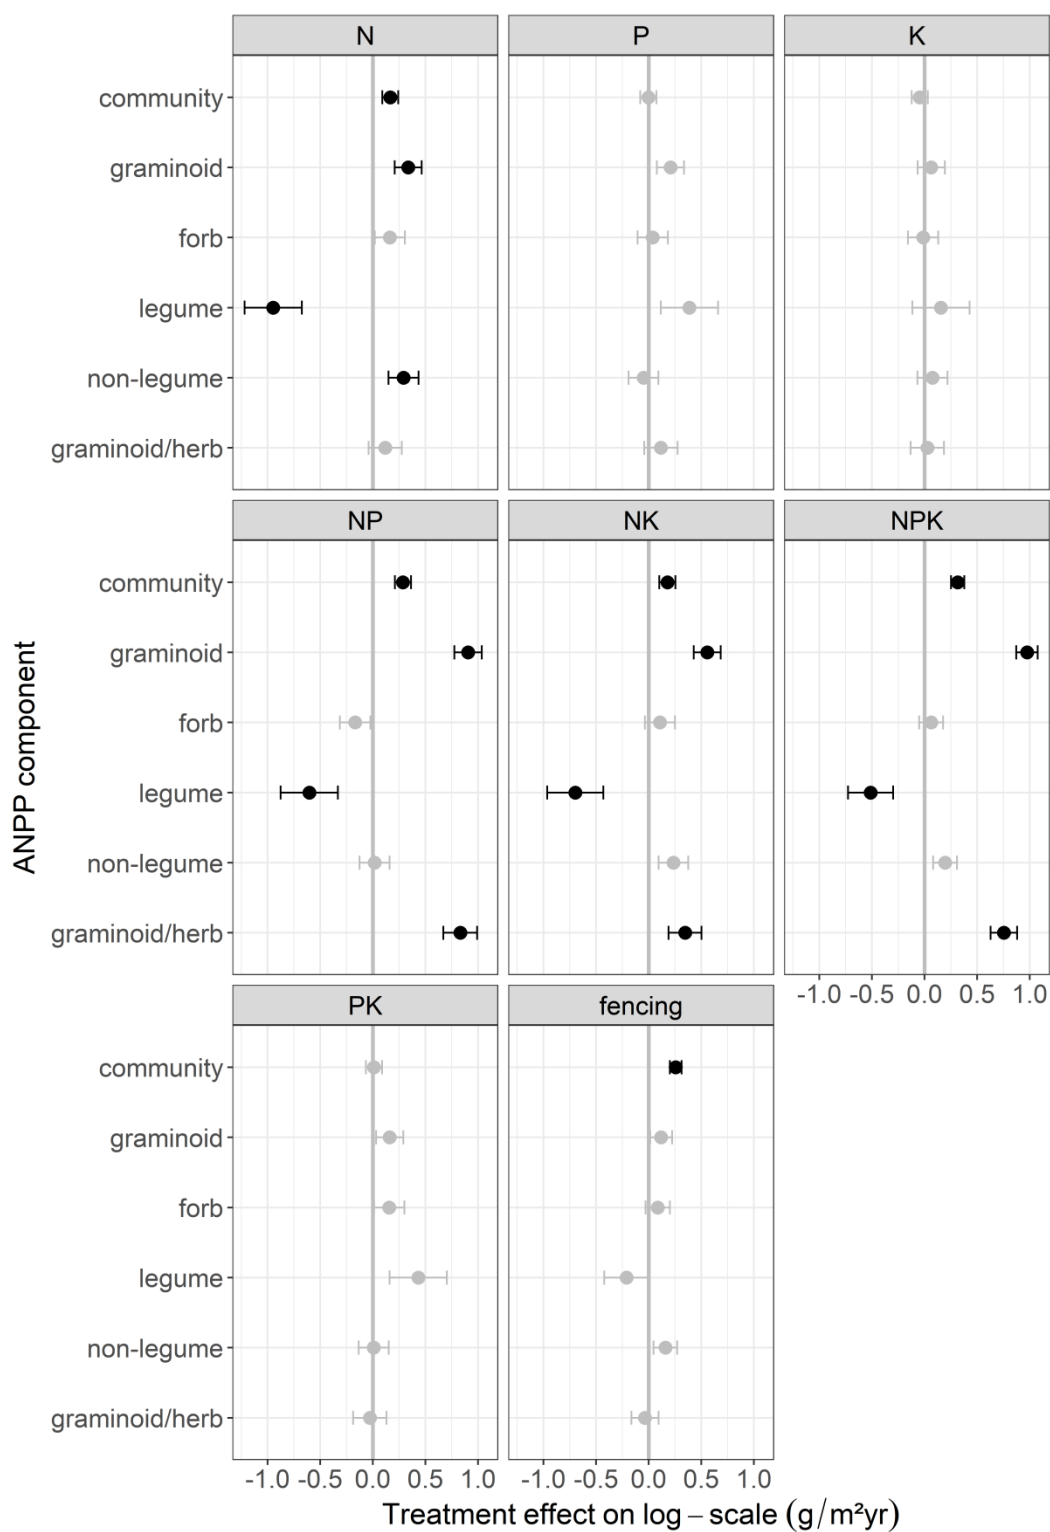 N P K
community
graminoid
forb
legume
non-legume
graminoid/herb
NP NK NPK
community
graminoid
forb
legume
non-legume
graminoid/herb
-1.0 -0.5 0.0 0.5 1.0
PK fencing
community
graminoid
forb
legume
non-legume
graminoid/herb
-1.0 -0.5 0.0 0.5 1.0 -1.0 -0.5 0.0 0.5 1.0
ANPP component
Treatment effect on log – scale (g/m²yr)